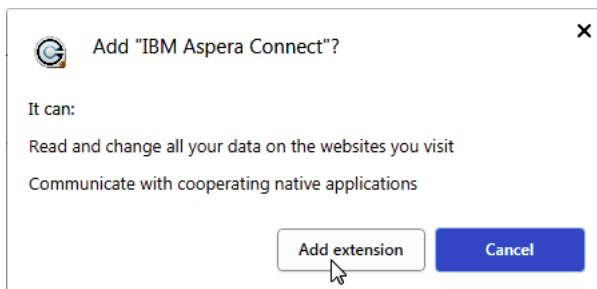 Add "IBM Aspera Connect"?
It can:
Read and change all your data on the websites you visit
Communicate with cooperating native applications
Add extension
Cancel